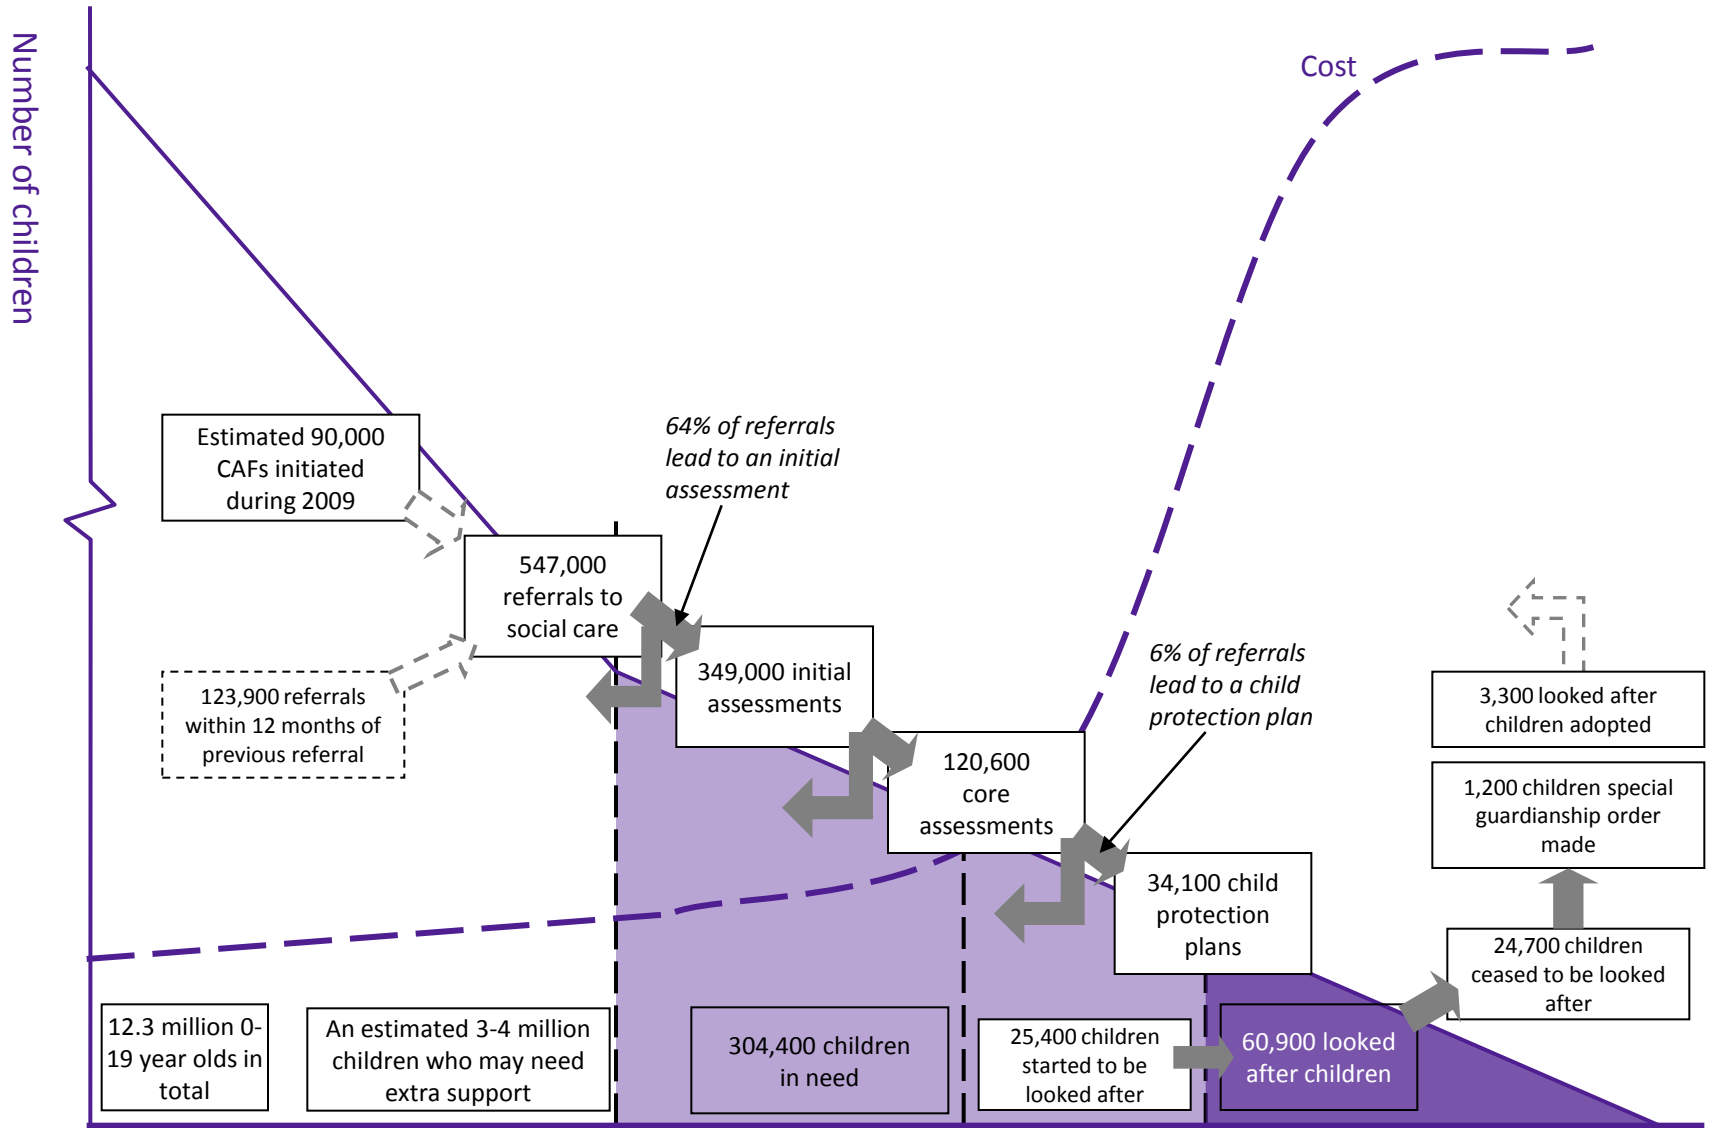 Number of children
Cost
Estimated 90,000
CAFs initiated
during 2009
64% of referrals
lead to an initial
assessment
547,000
referrals to
social care
123,900 referrals
within 12 months of
previous referral
349,000 initial
assessments
6% of referrals
lead to a child
protection plan
120,600
core
assessments
34,100 child
protection
plans
3,300 looked after
children adopted
1,200 children special
guardianship order
made
24,700 children
ceased to be looked
after
12.3 million 0-
19 year olds in
total
An estimated 3-4 million
children who may need
extra support
304,400 children
in need
25,400 children
started to be
looked after
60,900 looked
after children